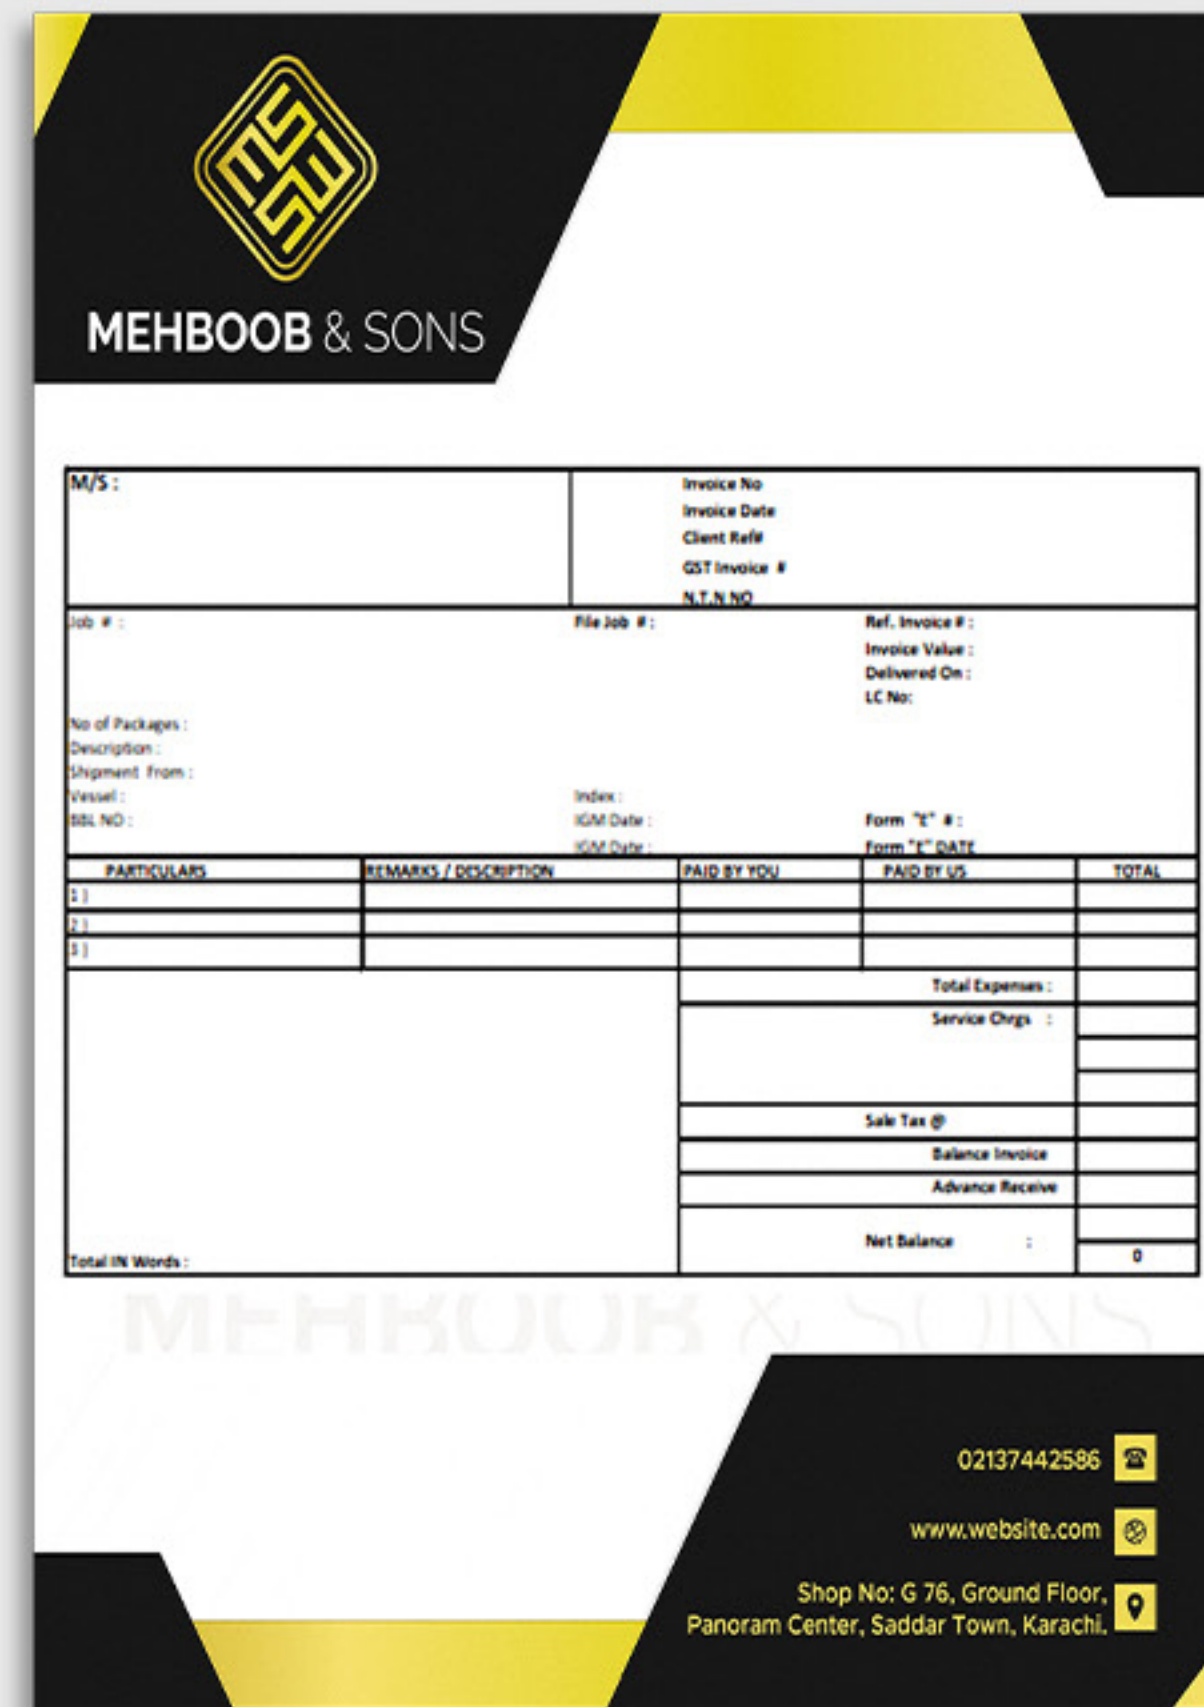 MEHBOOB & SONS
M/S :
Invoice No
Invoice Date
Client Ref#
GST Invoice #
N.T.N NO
Job # :
File Job # :
Ref. Invoice # :
Invoice Value :
Delivered On :
LC No:
No of Packages :
Description :
Shipment From :
Vessel :
Index :
BBL NO :
IGM Date :
Form "E" # :
IGM Date :
Form "E" DATE
PARTICULARS REMARKS / DESCRIPTION PAID BY YOU PAID BY US TOTAL
1 )
2 )
3 )
Total Expenses :
Service Chrgs :
Sale Tax @
Balance Invoice
Advance Receive
Net Balance :
0
Total IN Words :
MEHBOOB & SONS
02137442586
www.website.com
Shop No: G 76, Ground Floor,
Panoram Center, Saddar Town, Karachi.